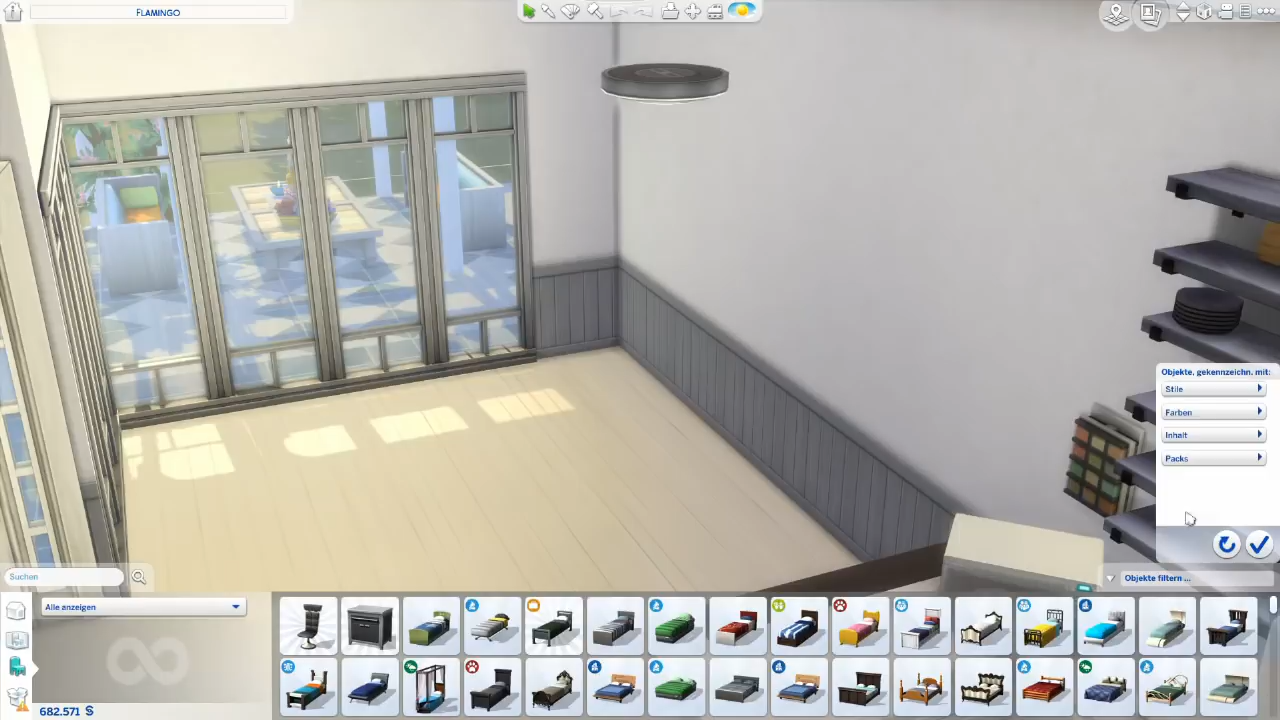 FLAMINGO
Objekte, gekennzeichn. mit:
Stile
Farben
Inhalt
Packs
Suchen
Objekte filtern ...
Alle anzeigen
682.571 $